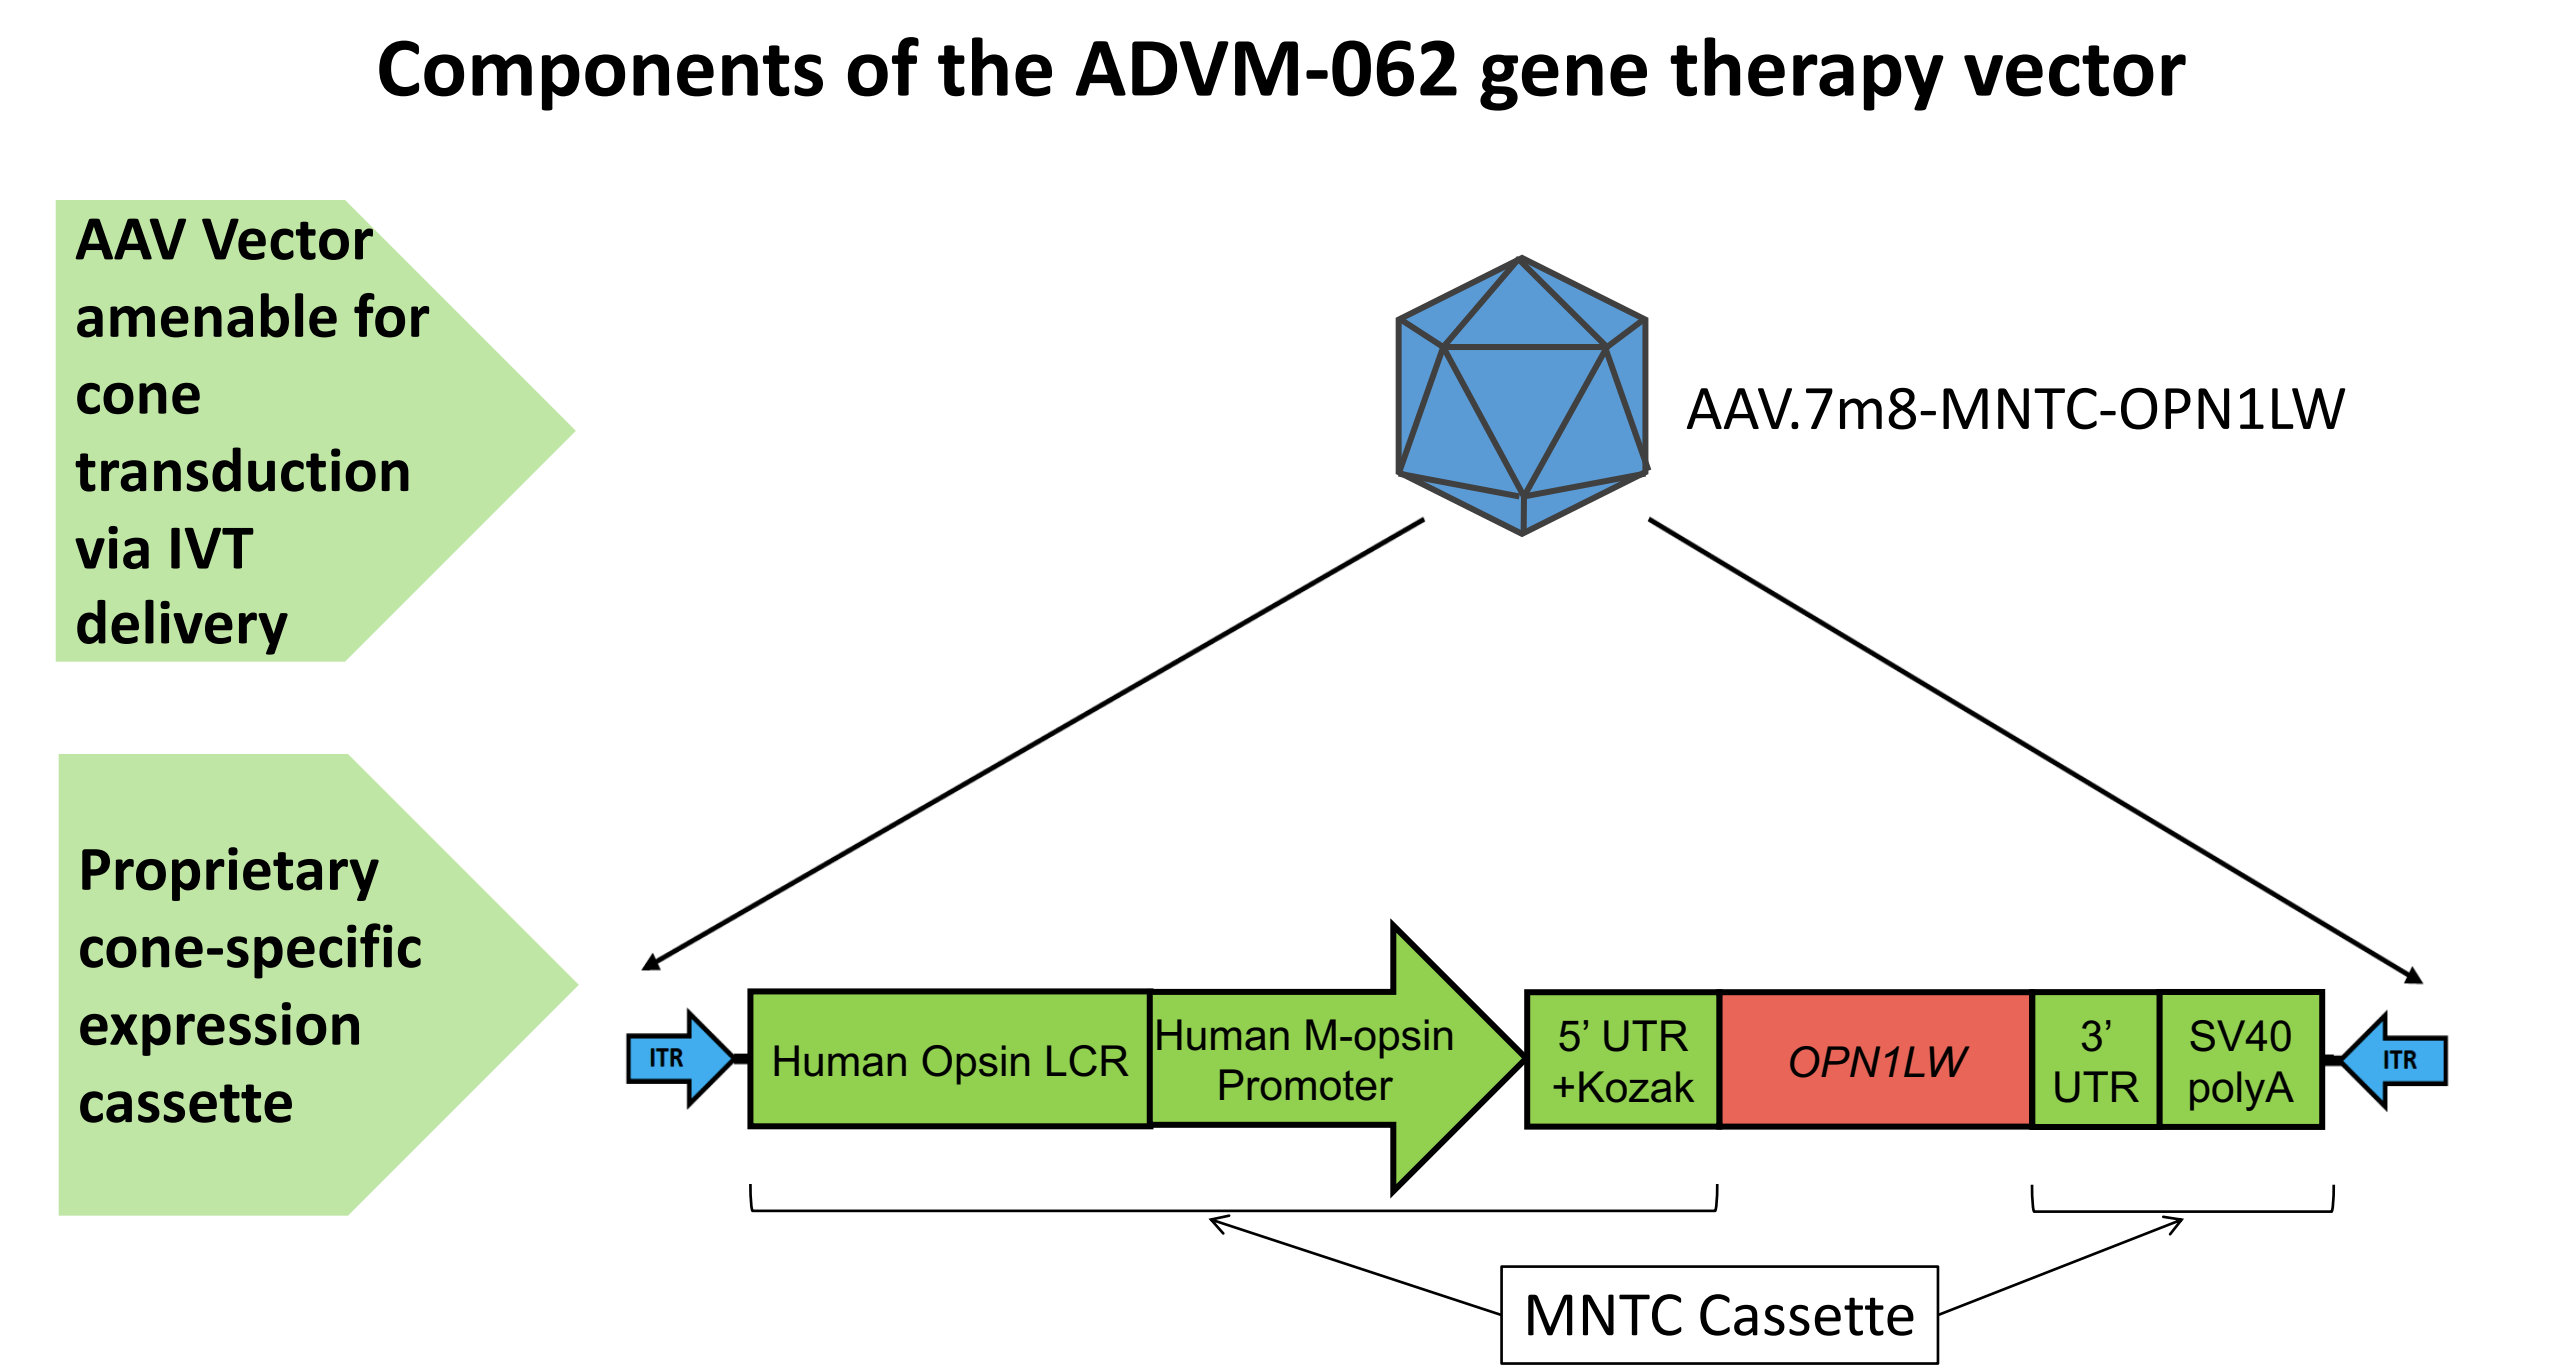 Components of the ADVM-062 gene therapy vector
AAV Vector
amenable for
cone
transduction
via IVT
delivery
AAV.7m8-MNTC-OPN1LW
Proprietary
cone-specific
expression
cassette
ITR
Human Opsin LCR
Human M-opsin
Promoter
5’ UTR
+Kozak
OPN1LW
3’
UTR
SV40
polyA
ITR
MNTC Cassette